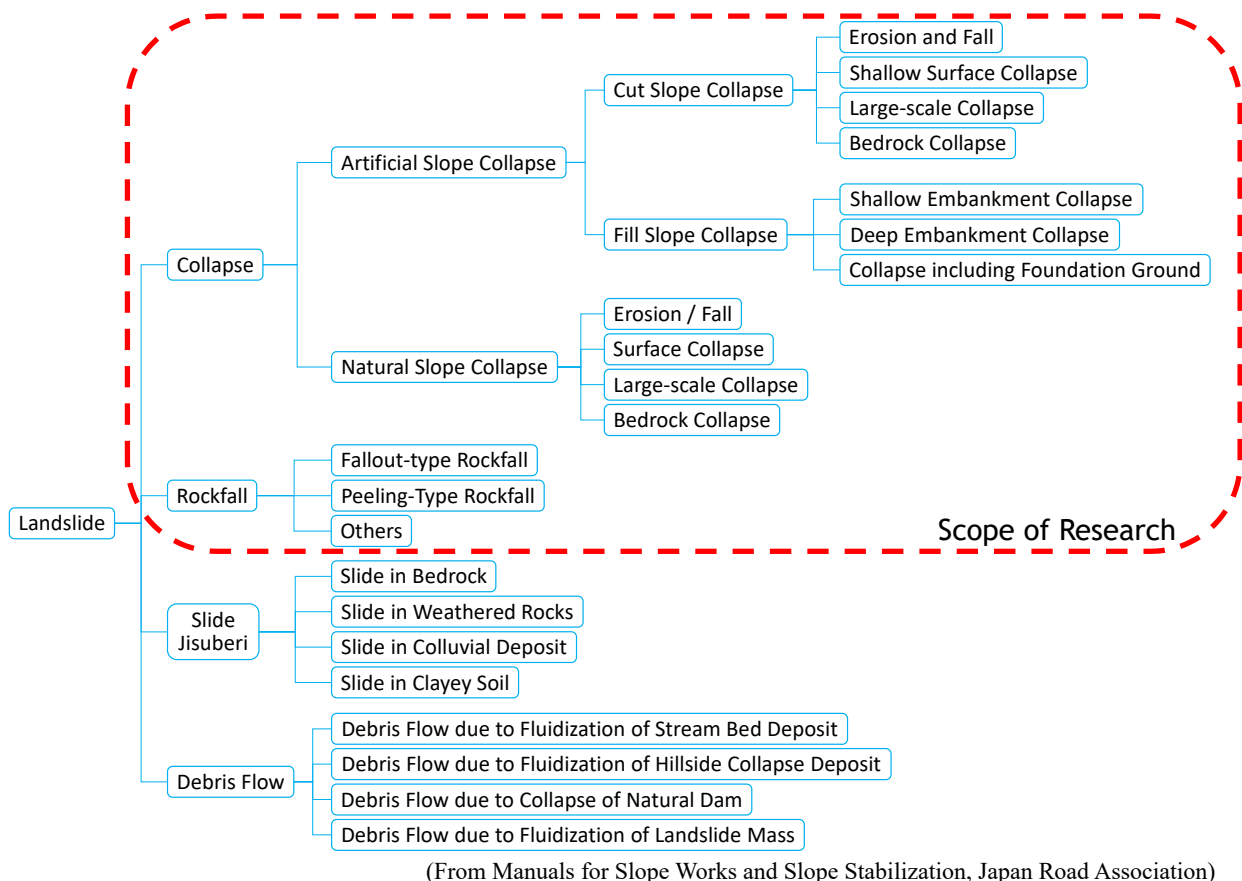 Landslide
Collapse
Artificial Slope Collapse
Cut Slope Collapse
Erosion and Fall
Shallow Surface Collapse
Large-scale Collapse
Bedrock Collapse
Fill Slope Collapse
Shallow Embankment Collapse
Deep Embankment Collapse
Collapse including Foundation Ground
Natural Slope Collapse
Erosion / Fall
Surface Collapse
Large-scale Collapse
Bedrock Collapse
Rockfall
Fallout-type Rockfall
Peeling-Type Rockfall
Others
Scope of Research
Slide
Jisuberi
Slide in Bedrock
Slide in Weathered Rocks
Slide in Colluvial Deposit
Slide in Clayey Soil
Debris Flow
Debris Flow due to Fluidization of Stream Bed Deposit
Debris Flow due to Fluidization of Hillside Collapse Deposit
Debris Flow due to Collapse of Natural Dam
Debris Flow due to Fluidization of Landslide Mass
(From Manuals for Slope Works and Slope Stabilization, Japan Road Association)